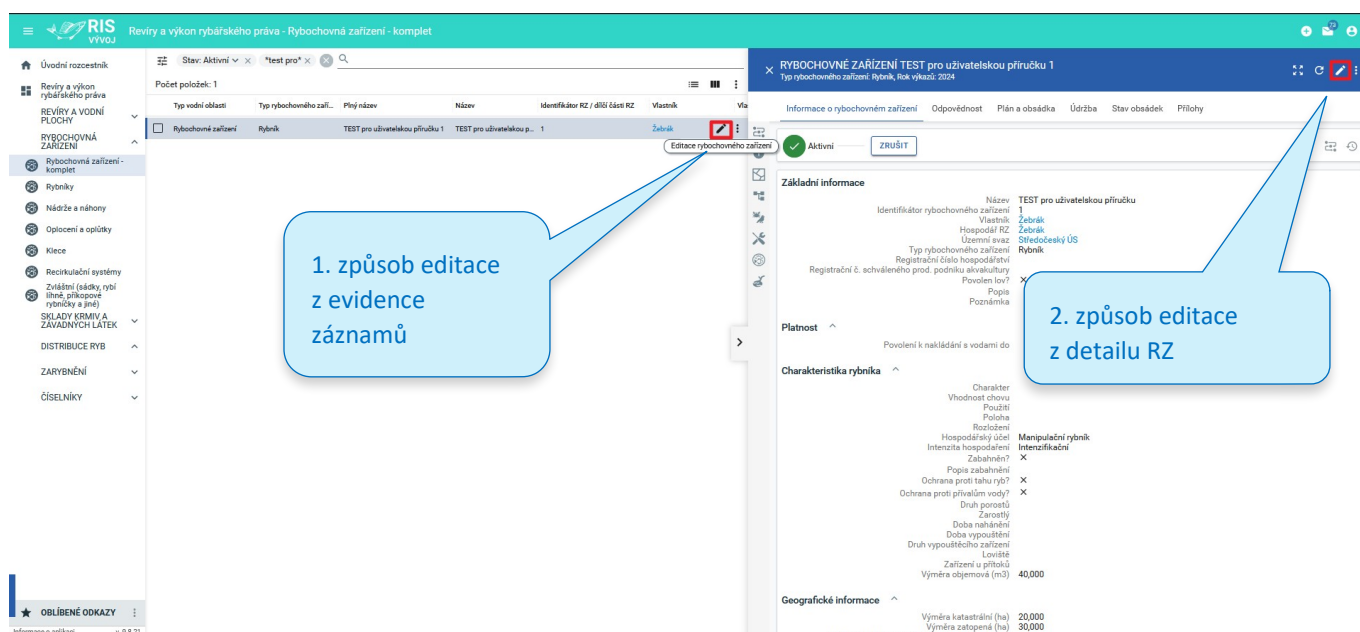 RIS
VÝVOJ
Revíry a výkon rybářského práva - Rybochovná zařízení - komplet
72
Úvodní rozcestník
Revíry a výkon
rybářského práva
REVÍRY A VODNÍ
PLOCHY
RYBOCHOVNÁ
ZAŘÍZENÍ
Rybochovná zařízení -
komplet
Rybníky
Nádrže a náhony
Oplocení a oplůtky
Klece
Recirkulační systémy
Zvláštní (sádky, rybí
líhně, příkopové
rybníčky a jiné)
SKLADY KRMIV A
ZÁVADNÝCH LÁTEK
DISTRIBUCE RYB
ZARYBNĚNÍ
ČÍSELNÍKY
OBLÍBENÉ ODKAZY
Informace o aplikaci v. 0.8.21
Stav: Aktivní *test pro*
Počet položek: 1
Typ vodní oblasti Typ rybochovného zaří... Plný název Název Identifikátor RZ / dílčí části RZ Vlastník Vla
Rybochovné zařízení Rybník TEST pro uživatelskou příručku 1 TEST pro uživatelskou p... 1 Žebrák
Editace rybochovného zařízení
1. způsob editace
z evidence
záznamů
RYBOCHOVNÉ ZAŘÍZENÍ TEST pro uživatelskou příručku 1
Typ rybochovného zařízení: Rybník, Rok výkazů: 2024
Informace o rybochovném zařízení Odpovědnost Plán a obsádka Údržba Stav obsádek Přílohy
Aktivní ZRUŠIT
Základní informace
Název TEST pro uživatelskou příručku
Identifikátor rybochovného zařízení 1
Vlastník Žebrák
Hospodář RZ Žebrák
Územní svaz Středočeský ÚS
Typ rybochovného zařízení Rybník
Registrační číslo hospodářství
Registrační č. schváleného prod. podniku akvakultury
Povolen lov?
Popis
Poznámka
2. způsob editace
z detailu RZ
Platnost
Povolení k nakládání s vodami do
Charakteristika rybníka
Charakter
Vhodnost chovu
Použití
Poloha
Rozložení
Hospodářský účel Manipulační rybník
Intenzita hospodaření Intenzifikační
Zabahněn?
Popis zabahnění
Ochrana proti tahu ryb?
Ochrana proti přívalům vody?
Druh porostů
Zarostlý
Doba nahánění
Doba vypouštění
Druh vypouštěcího zařízení
Loviště
Zařízení u přítoků
Výměra objemová (m3) 40,000
Geografické informace
Výměra katastrální (ha) 20,000
Výměra zatopená (ha) 30,000